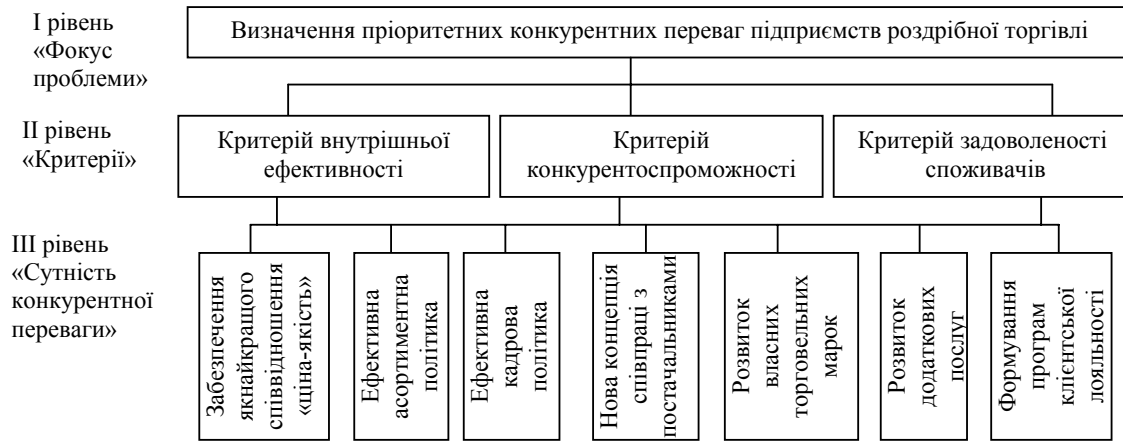 І рівень
«Фокус
проблеми»
Визначення пріоритетних конкурентних переваг підприємств роздрібної торгівлі
ІІ рівень
«Критерії»
Критерій внутрішньої
ефективності
Критерій
конкурентоспроможності
Критерій задоволеності
споживачів
ІІІ рівень
«Сутність
конкурентної
переваги»
Забезпечення
якнайкращого
співвідношення
«ціна-якість»
Ефективна
асортиментна
політика
Ефективна
кадрова
політика
Нова концепція
співпраці з
постачальниками
Розвиток
власних
торговельних
марок
Розвиток
додаткових
послуг
Формування
програм
клієнтської
лояльності